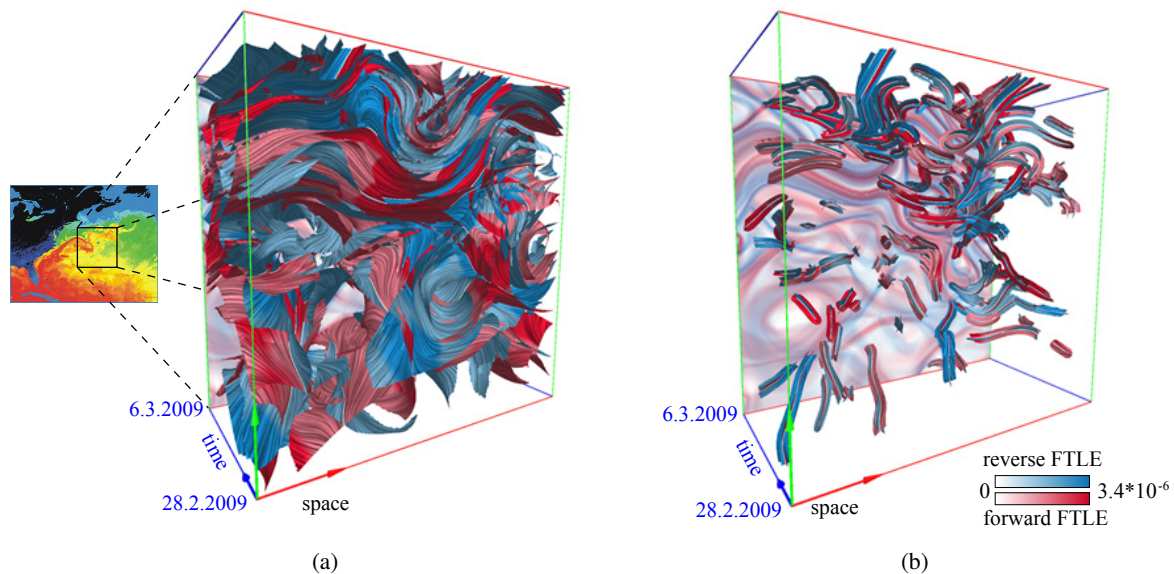 6.3.2009
time
28.2.2009
space
(a)
6.3.2009
time
28.2.2009
space
reverse FTLE
0
3.4*10-6
forward FTLE
(b)